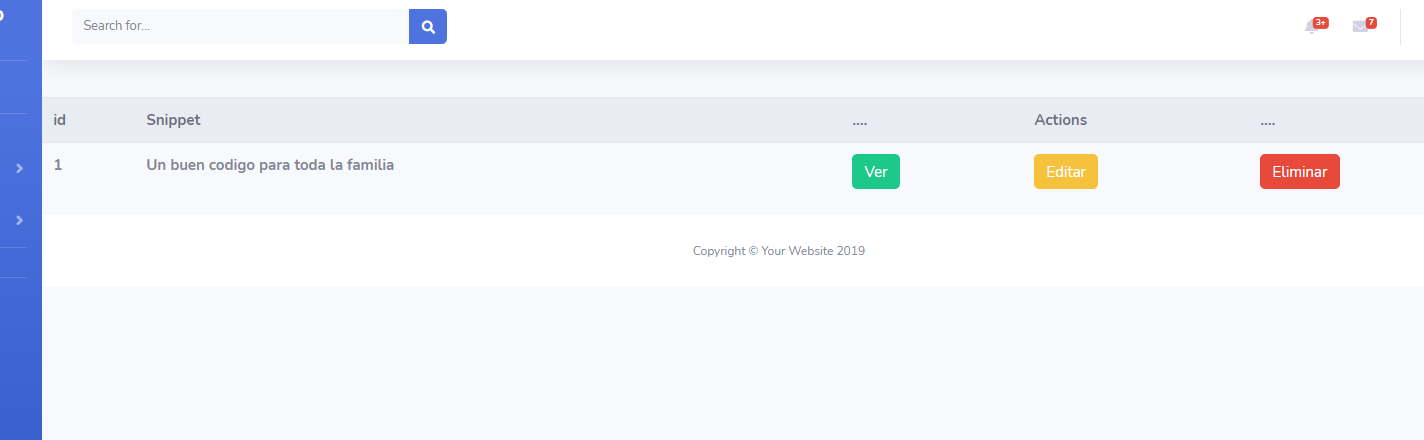 Search for...
3+
7
id Snippet .... Actions ....
1 Un buen codigo para toda la familia Ver Editar Eliminar
Copyright © Your Website 2019